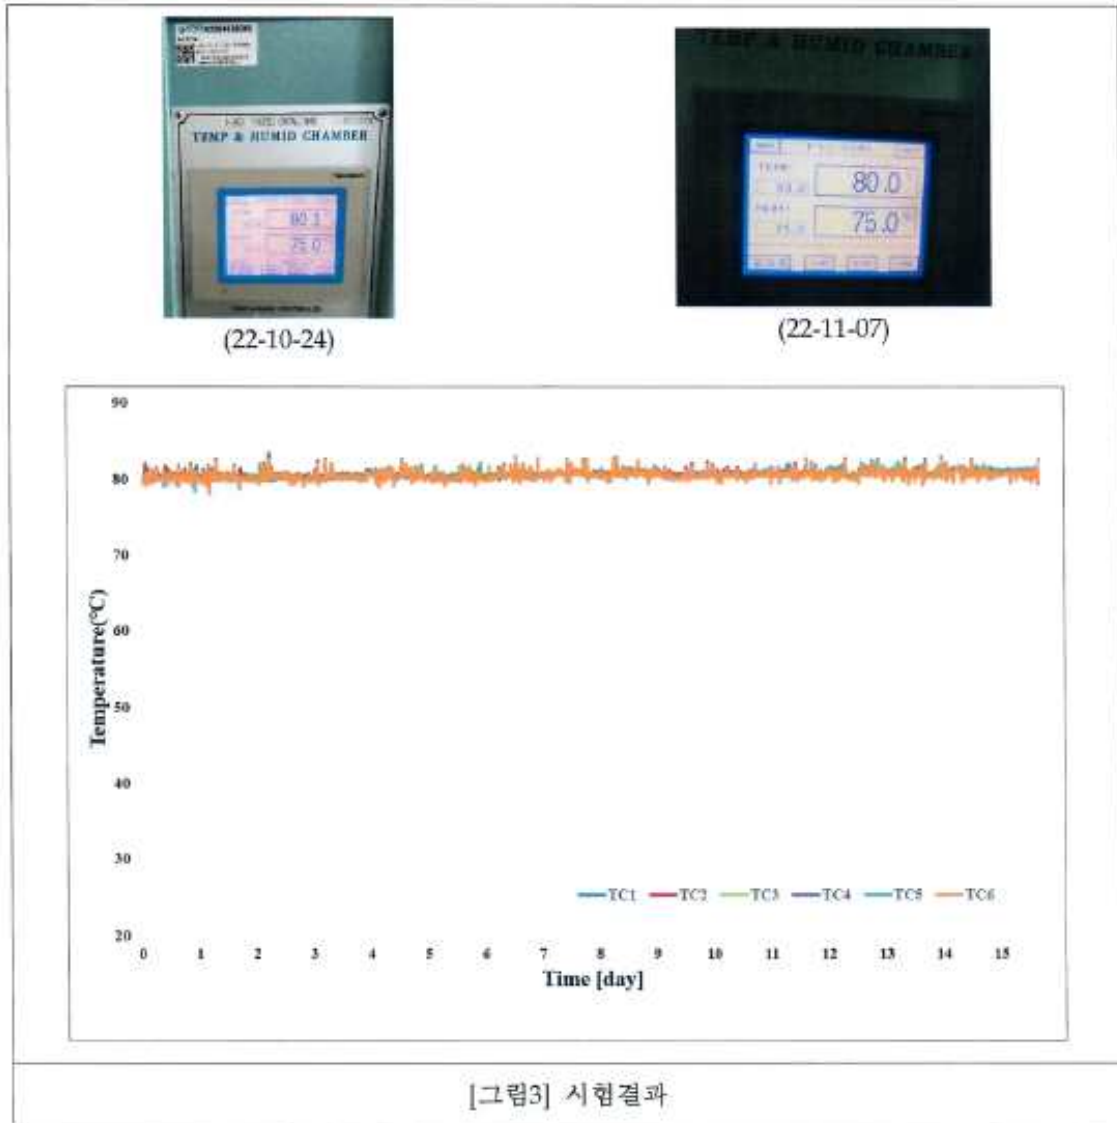 TEMP & HUMID CHAMBER
80.1
75.0
(22-10-24)
TEMP & HUMID CHAMBER
TEMP
80.0
75.0
(22-11-07)
90
80
70
60
50
40
30
20
Temperature(℃)
TC1 TC2 TC3 TC4 TC5 TC6
0 1 2 3 4 5 6 7 8 9 10 11 12 13 14 15
Time [day]
[그림3] 시험결과